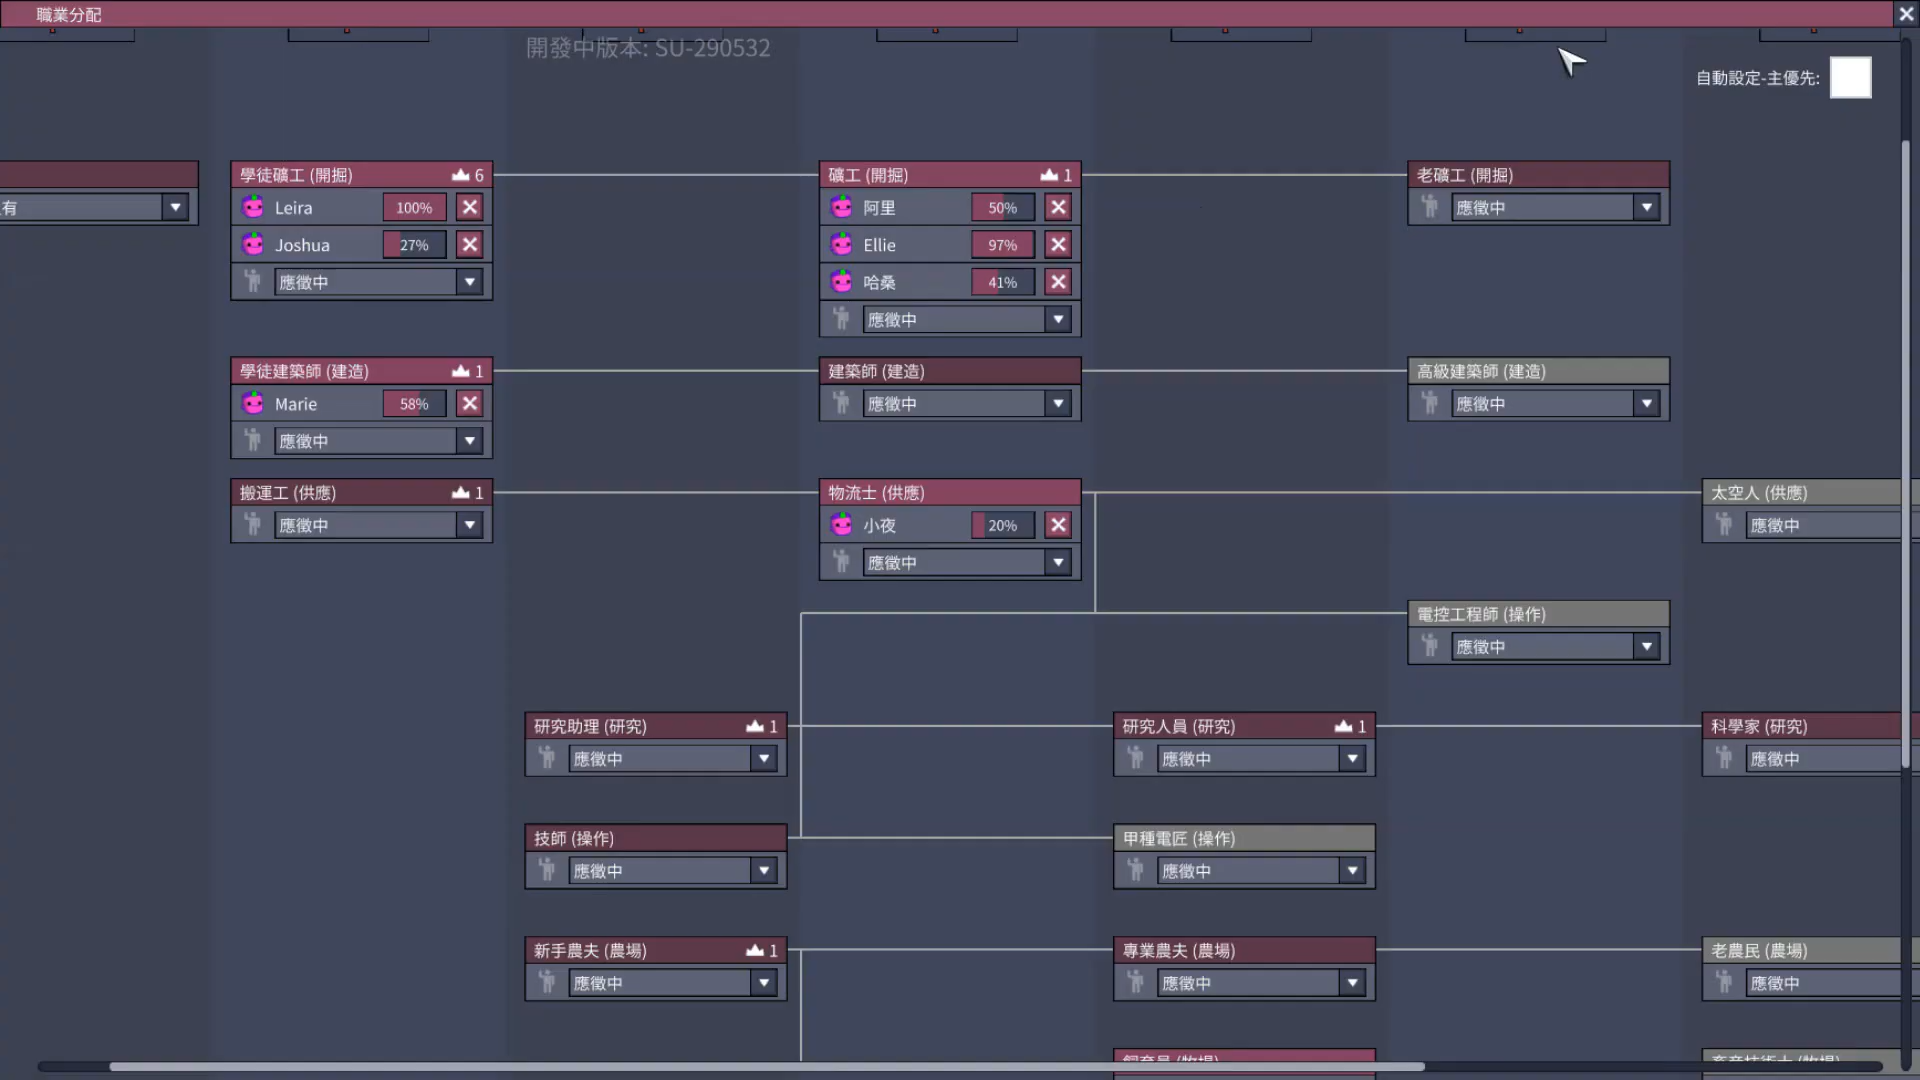 職業分配
開發中版本: SU-290532
自動設定-主優先:
有
學徒礦工 (開掘) 6
Leira 100%
Joshua 27%
應徵中
礦工 (開掘) 1
阿里 50%
Ellie 97%
哈桑 41%
應徵中
老礦工 (開掘)
應徵中
學徒建築師 (建造) 1
Marie 58%
應徵中
建築師 (建造)
應徵中
高級建築師 (建造)
應徵中
搬運工 (供應) 1
應徵中
物流士 (供應)
小夜 20%
應徵中
太空人 (供應)
應徵中
電控工程師 (操作)
應徵中
研究助理 (研究) 1
應徵中
研究人員 (研究) 1
應徵中
科學家 (研究)
應徵中
技師 (操作)
應徵中
甲種電匠 (操作)
應徵中
新手農夫 (農場) 1
應徵中
專業農夫 (農場)
應徵中
老農民 (農場)
應徵中